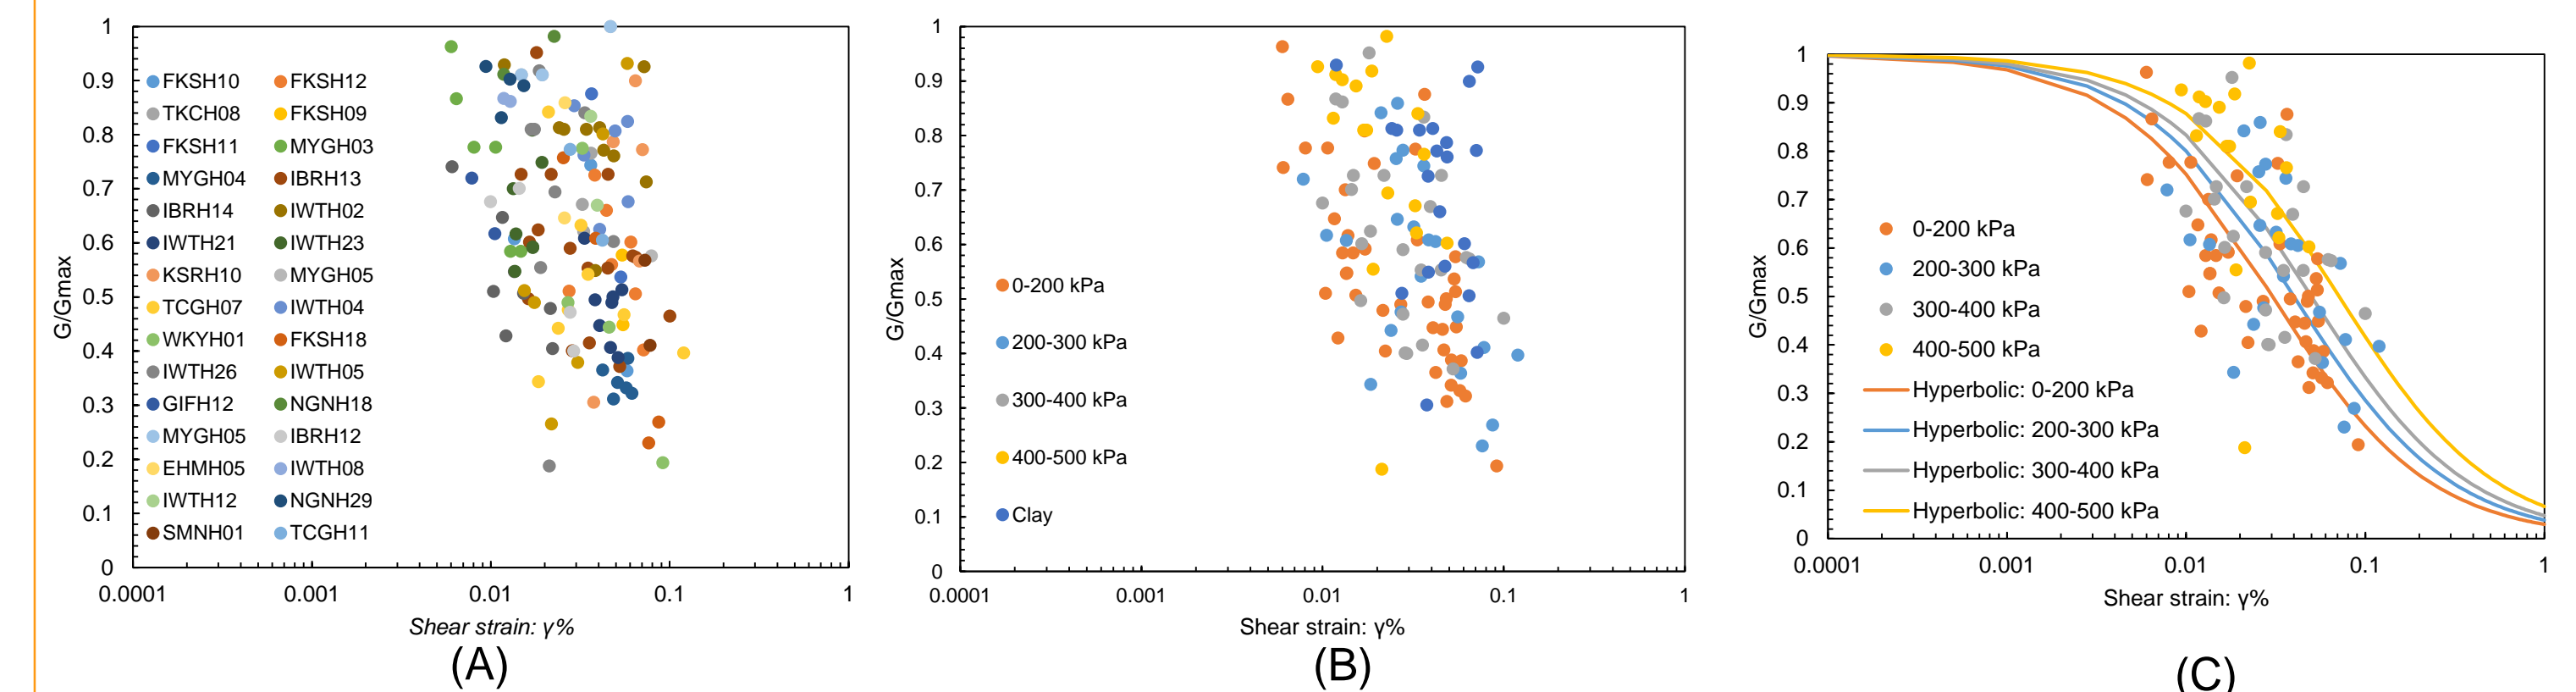 1
0.9
0.8
0.7
0.6
0.5
0.4
0.3
0.2
0.1
0
G/Gmax
FKSH10 FKSH12
TKCH08 FKSH09
FKSH11 MYGH03
MYGH04 IBRH13
IBRH14 IWTH02
IWTH21 IWTH23
KSRH10 MYGH05
TCGH07 IWTH04
WKYH01 FKSH18
IWTH26 IWTH05
GIFH12 NGNH18
MYGH05 IBRH12
EHMH05 IWTH08
IWTH12 NGNH29
SMNH01 TCGH11
0.0001 0.001 0.01 0.1 1
Shear strain: γ%
(A)
1
0.9
0.8
0.7
0.6
0.5
0.4
0.3
0.2
0.1
0
G/Gmax
0-200 kPa
200-300 kPa
300-400 kPa
400-500 kPa
Clay
0.0001 0.001 0.01 0.1 1
Shear strain: γ%
(B)
1
0.9
0.8
0.7
0.6
0.5
0.4
0.3
0.2
0.1
0
G/Gmax
0-200 kPa
200-300 kPa
300-400 kPa
400-500 kPa
Hyperbolic: 0-200 kPa
Hyperbolic: 200-300 kPa
Hyperbolic: 300-400 kPa
Hyperbolic: 400-500 kPa
0.0001 0.001 0.01 0.1 1
Shear strain: γ%
(C)